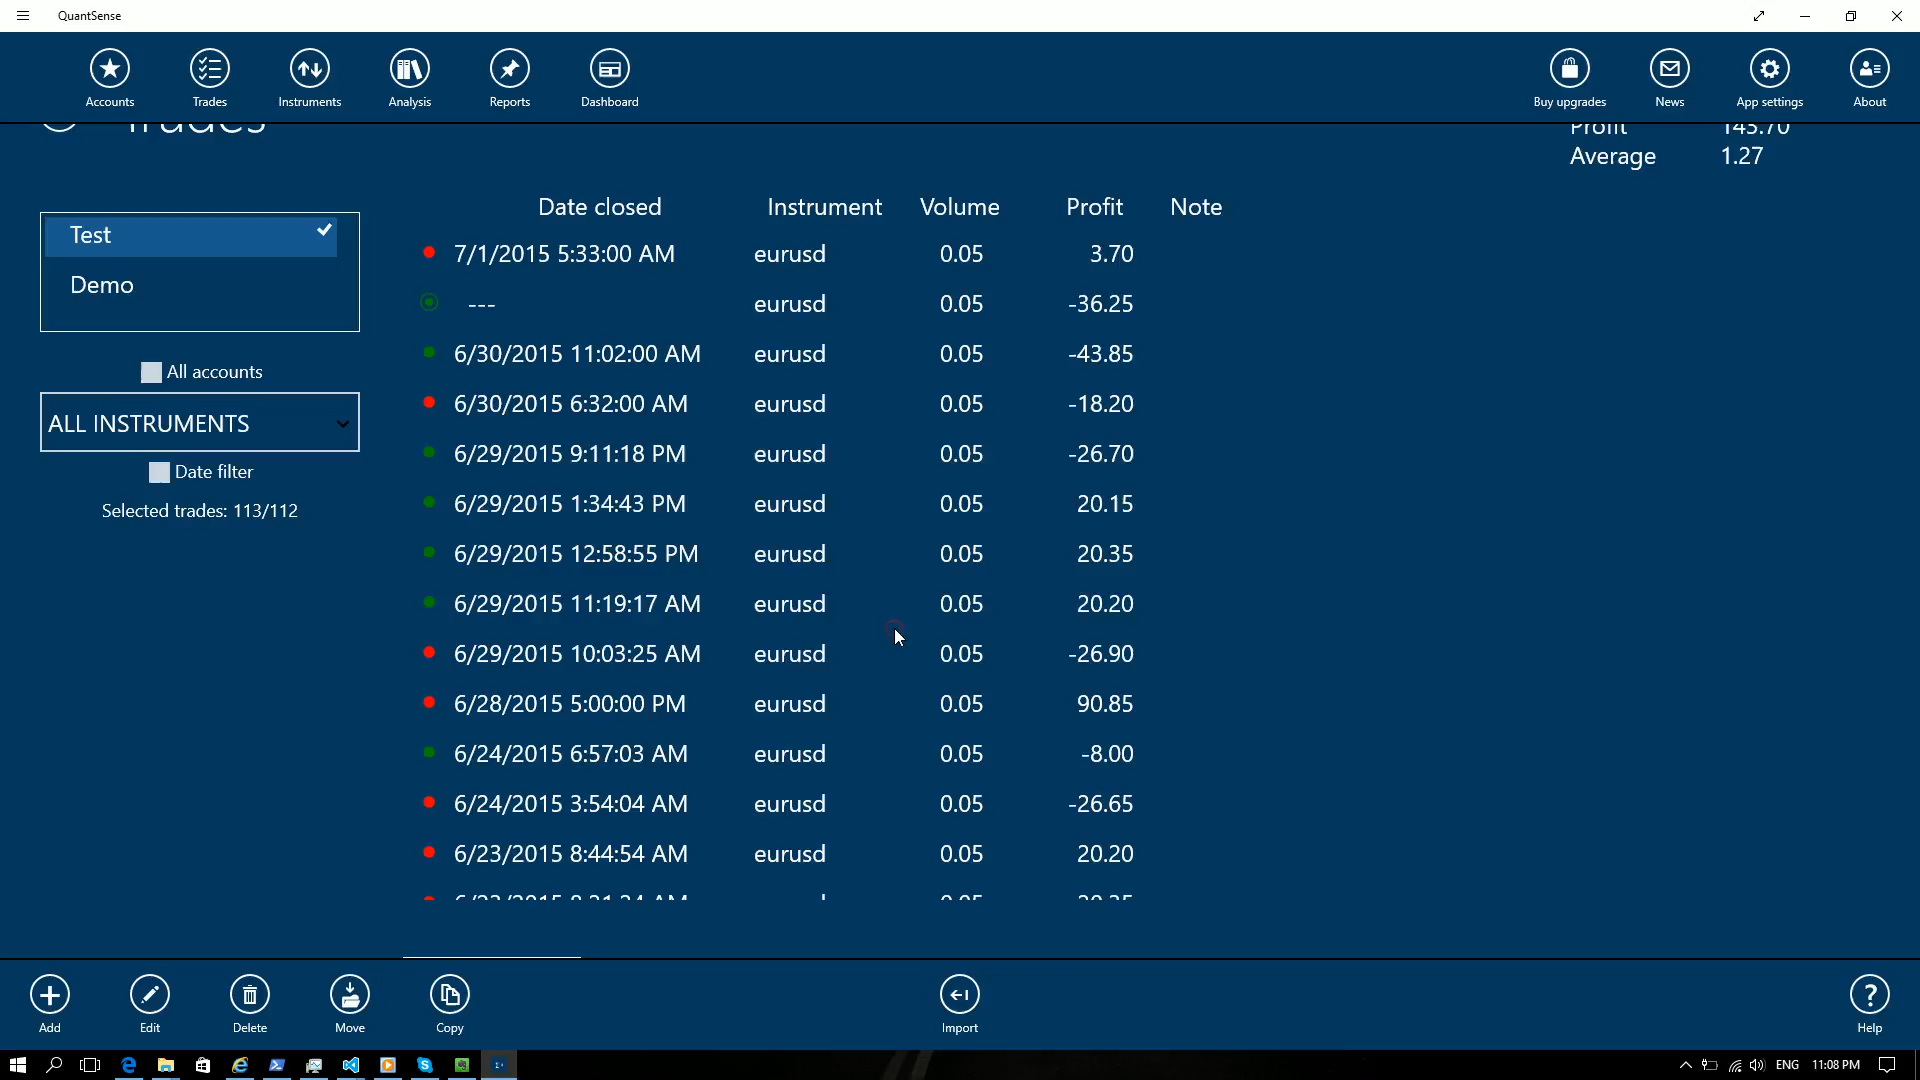 QuantSense
Accounts Trades Instruments Analysis Reports Dashboard Buy upgrades News App settings About
Trades
Profit 145.70
Average 1.27
Date closed Instrument Volume Profit Note
Test
Demo
All accounts
ALL INSTRUMENTS
Date filter
Selected trades: 113/112
7/1/2015 5:33:00 AM eurusd 0.05 3.70
--- eurusd 0.05 -36.25
6/30/2015 11:02:00 AM eurusd 0.05 -43.85
6/30/2015 6:32:00 AM eurusd 0.05 -18.20
6/29/2015 9:11:18 PM eurusd 0.05 -26.70
6/29/2015 1:34:43 PM eurusd 0.05 20.15
6/29/2015 12:58:55 PM eurusd 0.05 20.35
6/29/2015 11:19:17 AM eurusd 0.05 20.20
6/29/2015 10:03:25 AM eurusd 0.05 -26.90
6/28/2015 5:00:00 PM eurusd 0.05 90.85
6/24/2015 6:57:03 AM eurusd 0.05 -8.00
6/24/2015 3:54:04 AM eurusd 0.05 -26.65
6/23/2015 8:44:54 AM eurusd 0.05 20.20
Add Edit Delete Move Copy Import Help
ENG 11:08 PM